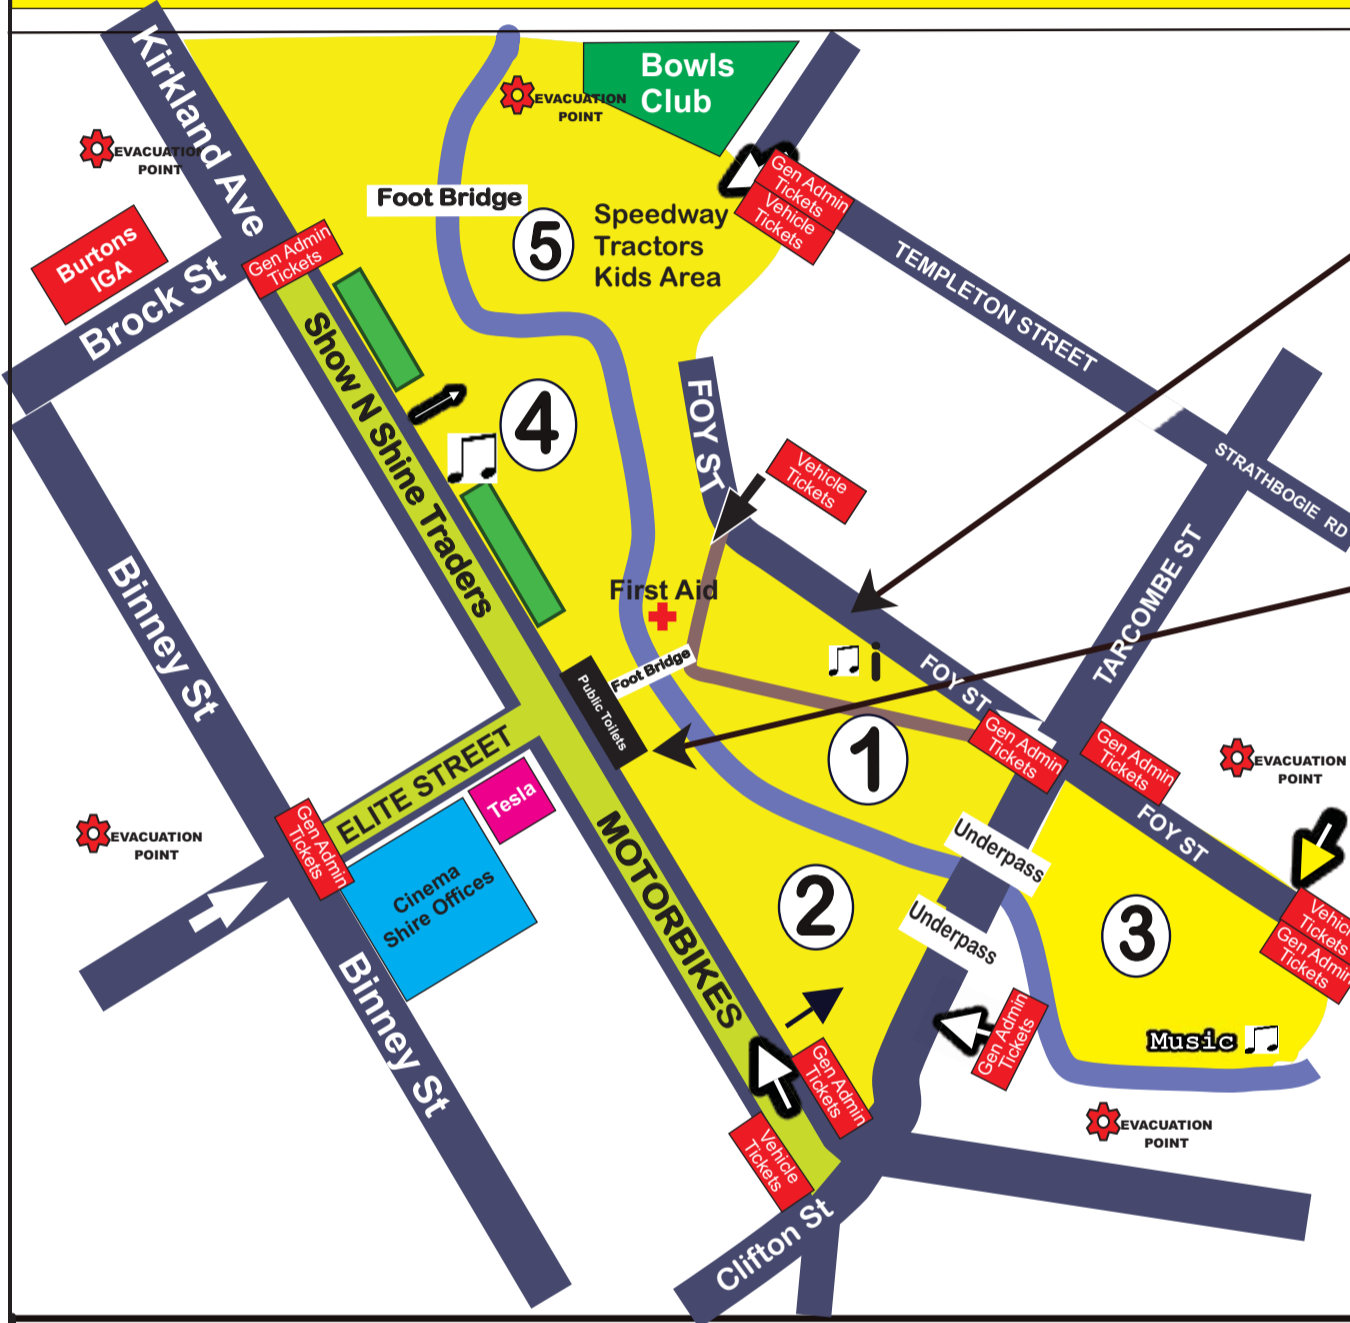 Kirkland Ave
EVACUATION
POINT
Bowls
Club
EVACUATION
POINT
Foot Bridge
5
Speedway
Tractors
Kids Area
Gen Admin
Tickets
Vehicle
Tickets
TEMPLETON STREET
Burtons
IGA
Brock St
Gen Admin
Tickets
Show N Shine Traders
4
FOY ST
Vehicle
Tickets
STRATHBOGIE RD
TARCOMBE ST
Binney St
First Aid
Foot Bridge
Public Toilets
i
FOY ST
1
Gen Admin
Tickets
Gen Admin
Tickets
EVACUATION
POINT
FOY ST
ELITE STREET
Tesla
Gen Admin
Tickets
EVACUATION
POINT
Cinema
Shire Offices
MOTORBIKES
2
Underpass
Underpass
3
Vehic
Tickets
Gen Admin
Tickets
Binney St
Gen Admin
Tickets
Music
Gen Admin
Tickets
Vehicle
Tickets
EVACUATION
POINT
Clifton St